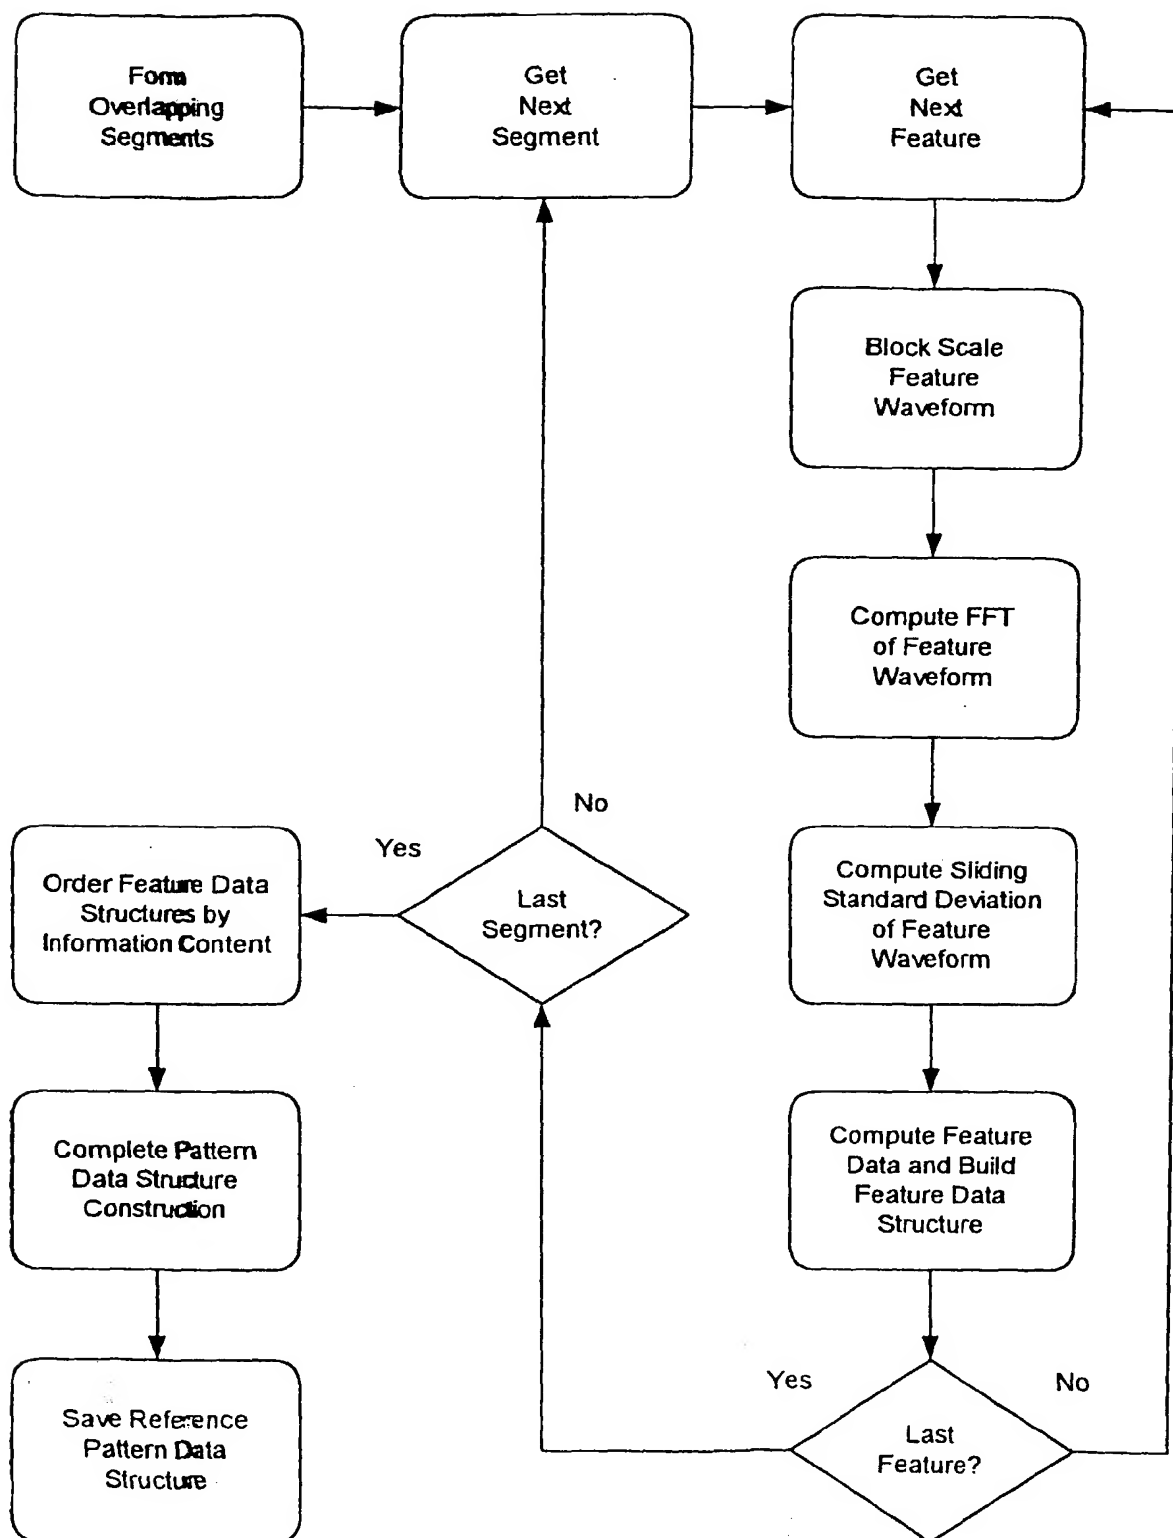 Form
Overlapping
Segments
Get
Next
Segment
Get
Next
Feature
Block Scale
Feature
Waveform
Compute FFT
of Feature
Waveform
Compute Sliding
Standard Deviation
of Feature
Waveform
Compute Feature
Data and Build
Feature Data
Structure
Last
Feature?
Yes
No
Last
Segment?
Yes
No
Order Feature Data
Structures by
Information Content
Complete Pattern
Data Structure
Construction
Save Reference
Pattern Data
Structure